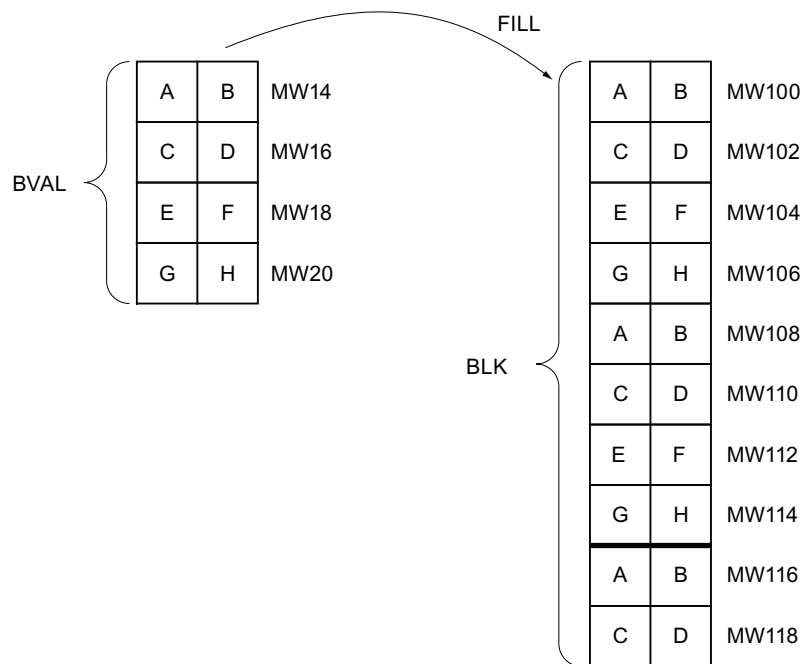 FILL
A B MW14
C D MW16
BVAL
E F MW18
G H MW20
A B MW100
C D MW102
E F MW104
G H MW106
A B MW108
BLK
C D MW110
E F MW112
G H MW114
A B MW116
C D MW118